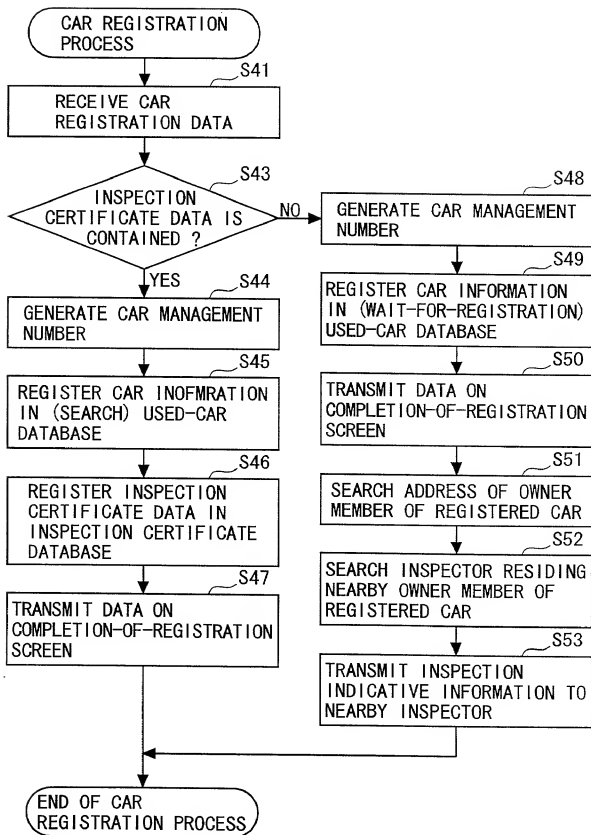 CAR REGISTRATION
PROCESS
S41
RECEIVE CAR
REGISTRATION DATA
S43
INSPECTION
CERTIFICATE DATA IS
CONTAINED ?
NO
YES
S44
GENERATE CAR MANAGEMENT
NUMBER
S45
REGISTER CAR INOFMRATION
IN (SEARCH) USED-CAR
DATABASE
S46
REGISTER INSPECTION
CERTIFICATE DATA IN
INSPECTION CERTIFICATE
DATABASE
S47
TRANSMIT DATA ON
COMPLETION-OF-REGISTRATION
SCREEN
S48
GENERATE CAR MANAGEMENT
NUMBER
S49
REGISTER CAR INFORMATION
IN (WAIT-FOR-REGISTRATION)
USED-CAR DATABASE
S50
TRANSMIT DATA ON
COMPLETION-OF-REGISTRATION
SCREEN
S51
SEARCH ADDRESS OF OWNER
MEMBER OF REGISTERED CAR
S52
SEARCH INSPECTOR RESIDING
NEARBY OWNER MEMBER OF
REGISTERED CAR
S53
TRANSMIT INSPECTION
INDICATIVE INFORMATION TO
NEARBY INSPECTOR
END OF CAR
REGISTRATION PROCESS